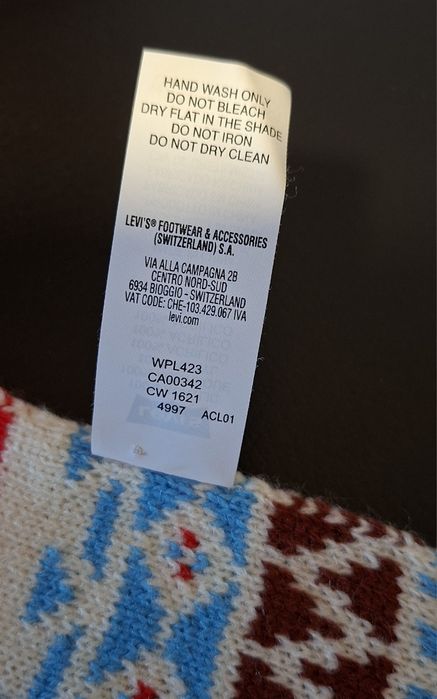 HAND WASH ONLY
DO NOT BLEACH
DRY FLAT IN THE SHADE
DO NOT IRON
DO NOT DRY CLEAN
LEVI'S® FOOTWEAR & ACCESSORIES
(SWITZERLAND) S.A.
VIA ALLA CAMPAGNA 2B
CENTRO NORD-SUD
6934 BIOGGIO - SWITZERLAND
VAT CODE: CHE-103.429.067 IVA
levi.com
WPL423
CA00342
CW 1621
4997 ACL01